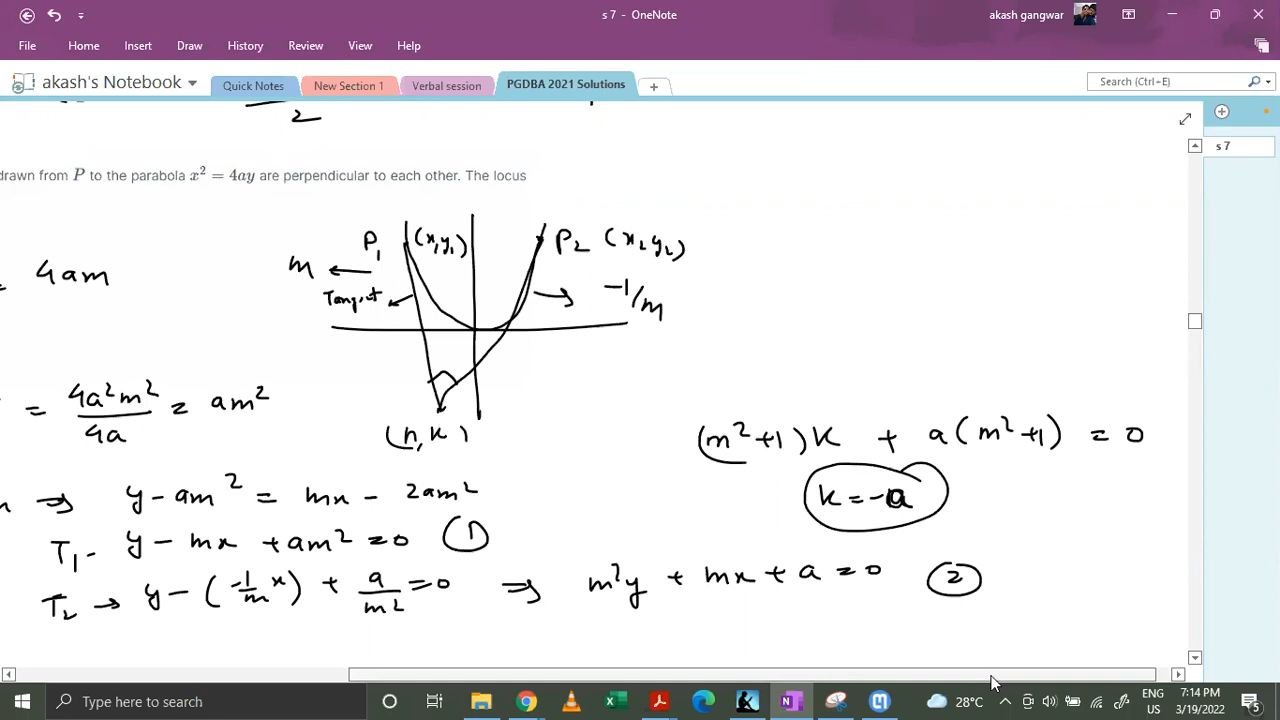 s 7 - OneNote
akash gangwar
File Home Insert Draw History Review View Help
akash's Notebook Quick Notes New Section 1 Verbal session PGDBA 2021 Solutions + Search (Ctrl+E)
2
s 7
drawn from P to the parabola x² = 4ay are perpendicular to each other. The locus
4am
P₁ (x₁y₁) P₂ (x₂y₂)
m
Tangent
-1/m
= 4a²m²/4a = am²
(h,k)
(m²+1)k + a(m²+1) = 0
k = -a
⇒ y - am² = mx - 2am²
T₁ - y - mx + am² = 0 (1)
T₂ → y - (-1/m x) + a/m² = 0 ⇒ m²y + mx + a = 0 (2)
Type here to search
28°C
ENG
US
7:14 PM
3/19/2022
5